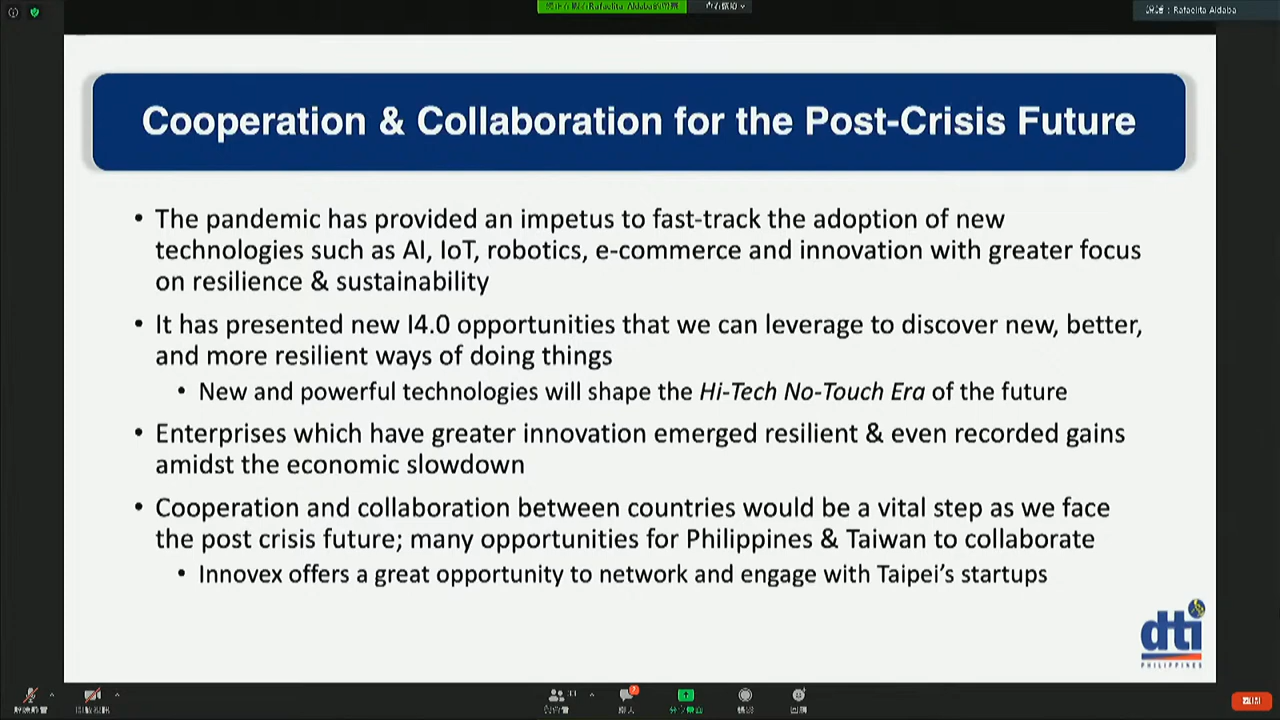 Rafaelita Aldaba
Cooperation & Collaboration for the Post-Crisis Future
• The pandemic has provided an impetus to fast-track the adoption of new
technologies such as AI, IoT, robotics, e-commerce and innovation with greater focus
on resilience & sustainability
• It has presented new I4.0 opportunities that we can leverage to discover new, better,
and more resilient ways of doing things
• New and powerful technologies will shape the Hi-Tech No-Touch Era of the future
• Enterprises which have greater innovation emerged resilient & even recorded gains
amidst the economic slowdown
• Cooperation and collaboration between countries would be a vital step as we face
the post crisis future; many opportunities for Philippines & Taiwan to collaborate
• Innovex offers a great opportunity to network and engage with Taipei’s startups
dti
PHILIPPINES
7